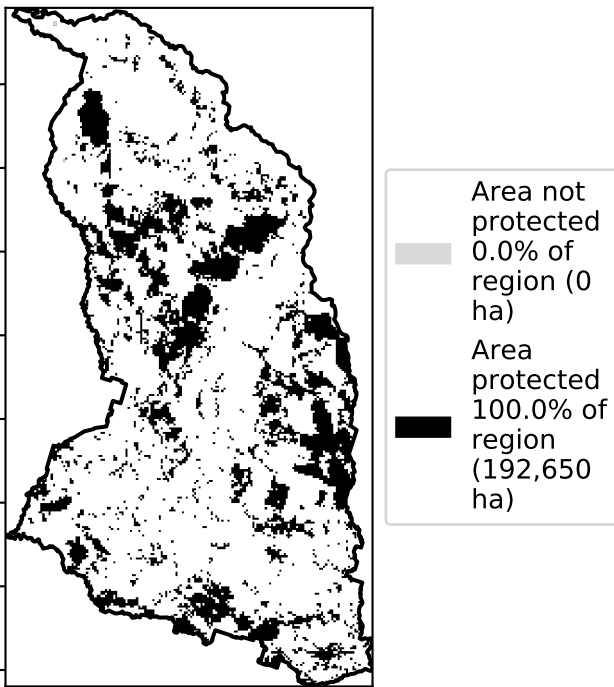 Area not
protected
0.0% of
region (0
ha)
Area
protected
100.0% of
region
(192,650
ha)